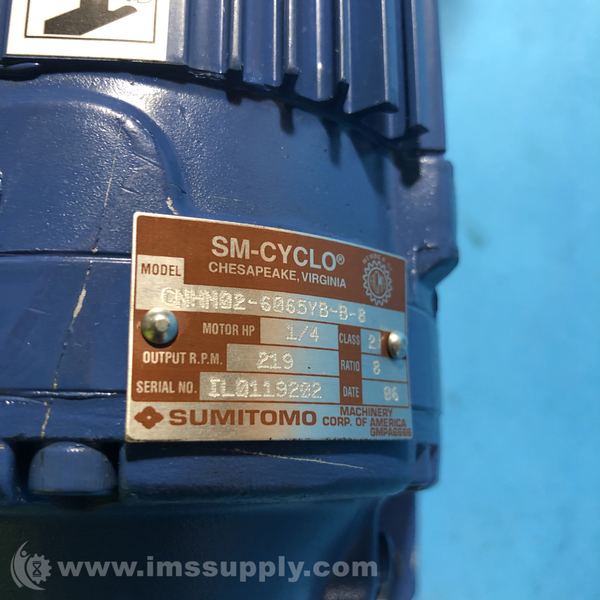 SM-CYCLO®
CHESAPEAKE, VIRGINIA
MODEL
CNHM02-6065YB-B-8
MOTOR HP 1/4 CLASS 2
OUTPUT R.P.M. 219 RATIO 8
SERIAL NO. IL0119202 DATE 06
SUMITOMO MACHINERY
CORP. OF AMERICA
www.imssupply.com